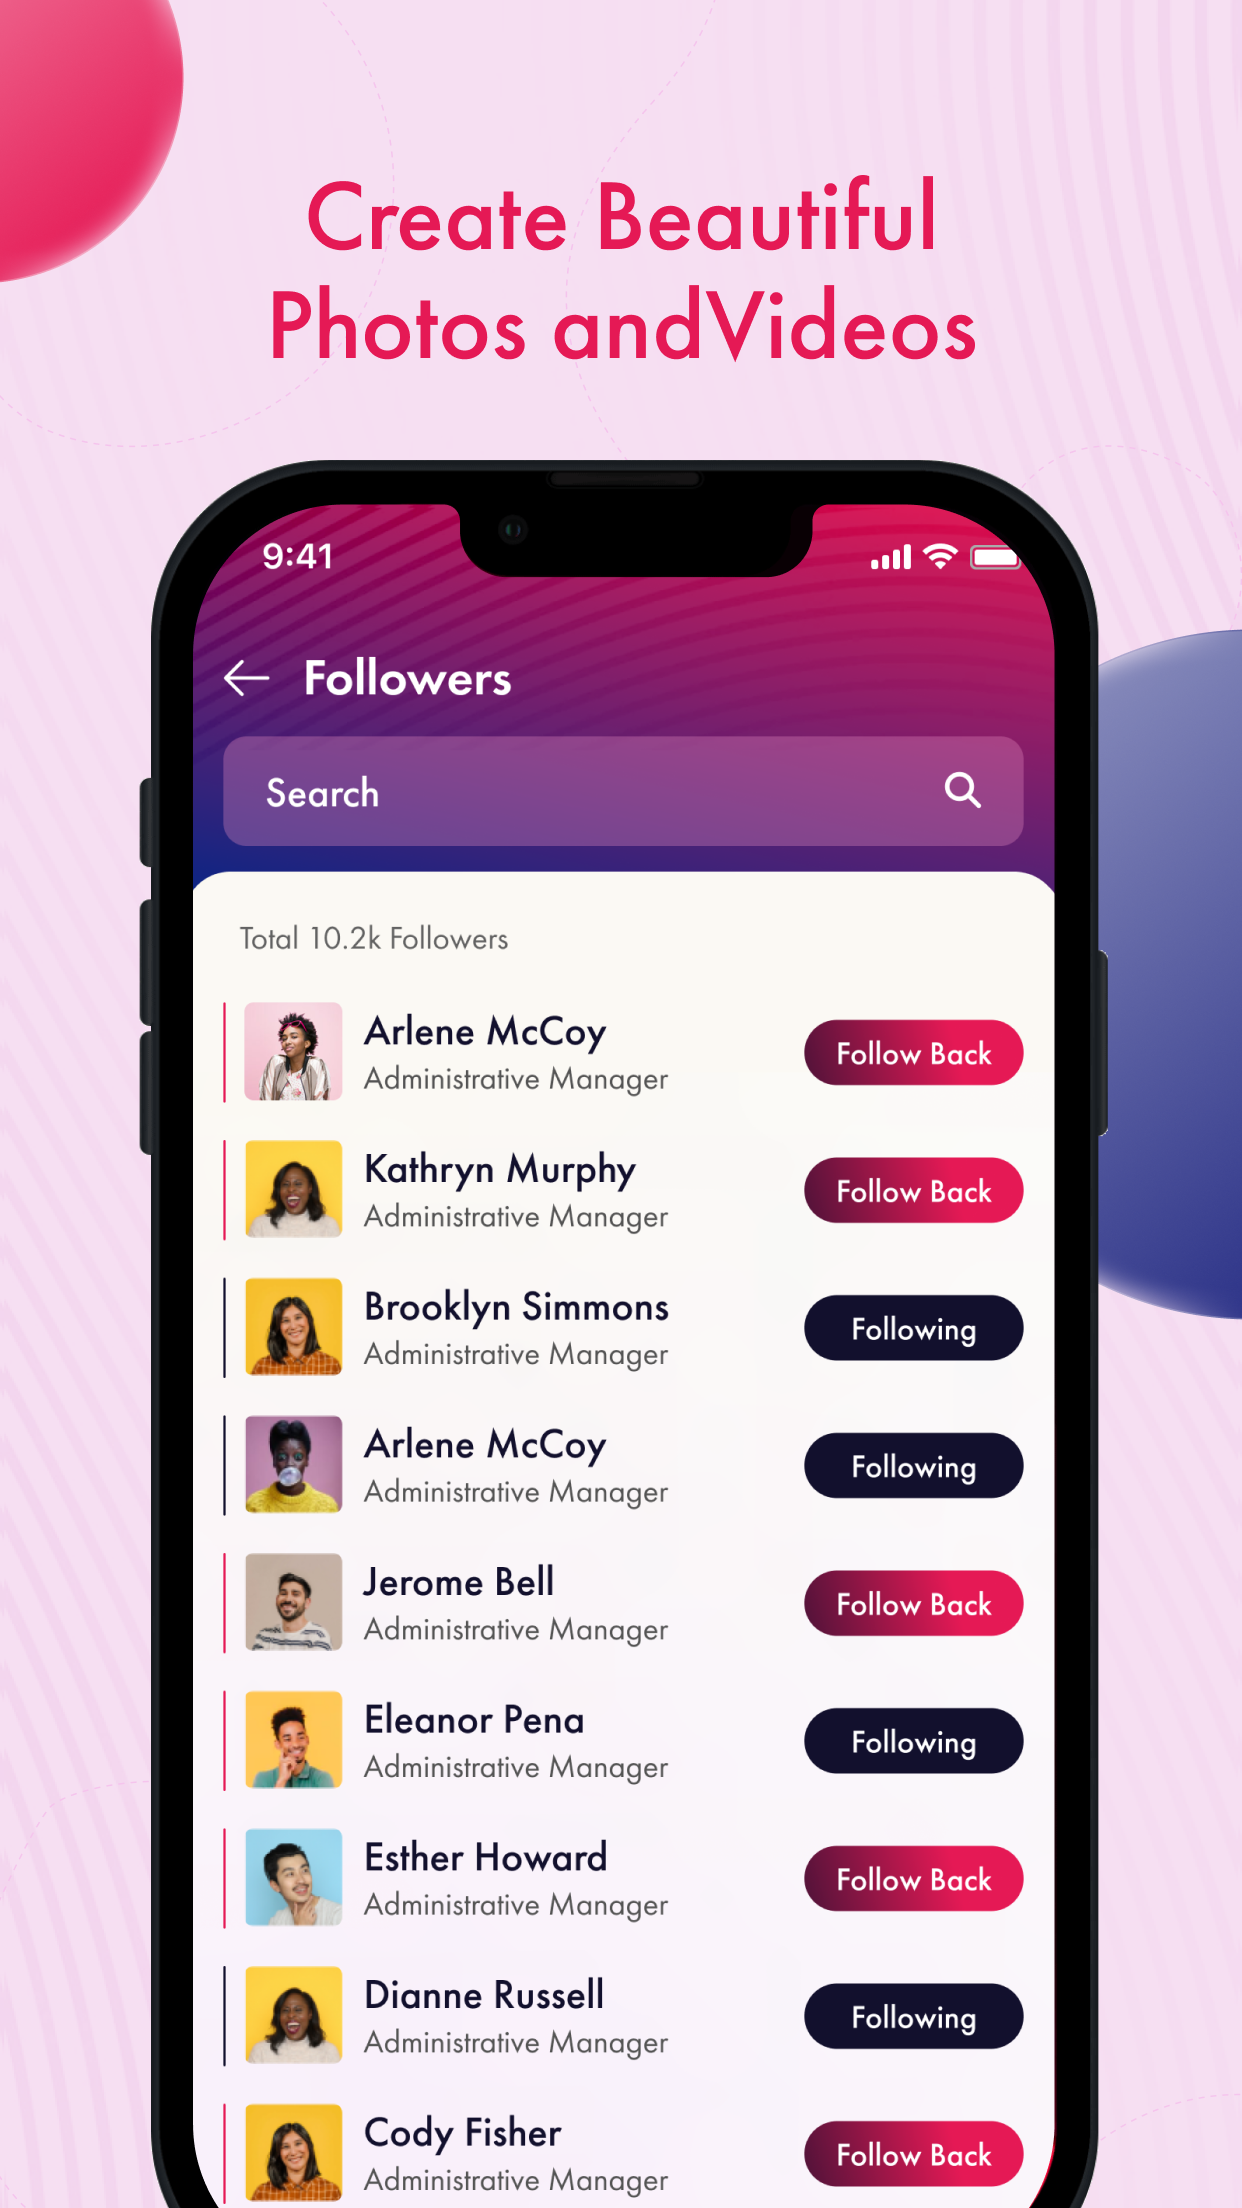 Create Beautiful
Photos andVideos
9:41
Followers
Search
Total 10.2k Followers
Arlene McCoy
Administrative Manager
Follow Back
Kathryn Murphy
Administrative Manager
Follow Back
Brooklyn Simmons
Administrative Manager
Following
Arlene McCoy
Administrative Manager
Following
Jerome Bell
Administrative Manager
Follow Back
Eleanor Pena
Administrative Manager
Following
Esther Howard
Administrative Manager
Follow Back
Dianne Russell
Administrative Manager
Following
Cody Fisher
Administrative Manager
Follow Back